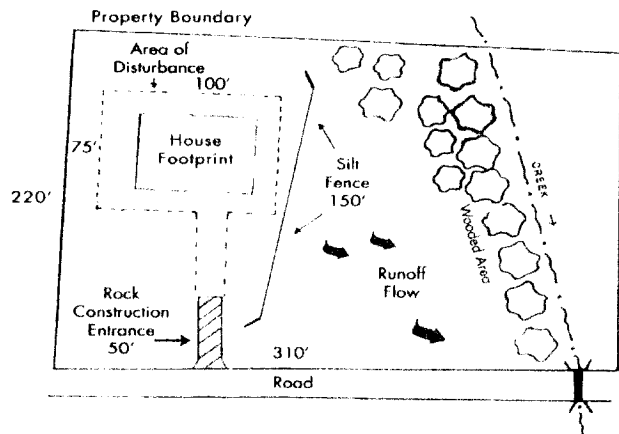 Property Boundary
Area of
Disturbance
100'
75'
House
Footprint
Silt
Fence
150'
220'
CREEK
Wooded Area
Runoff
Flow
Rock
Construction
Entrance
50'
310'
Road